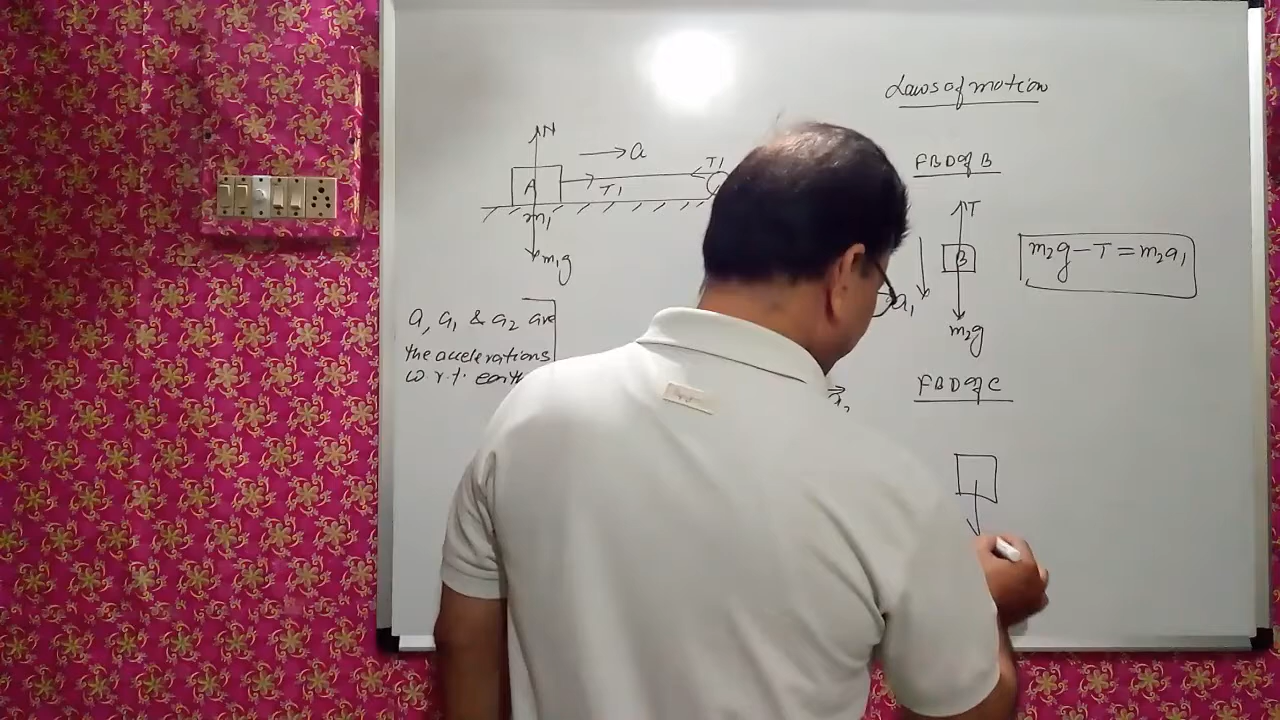 Laws of motion
N
a
T1
A
T1
m1
m1g
a, a1 & a2 are
the accelerations
w.r.t. earth
FBD of B
T
B
a1
m2g
m2g - T = m2a1
FBD of C